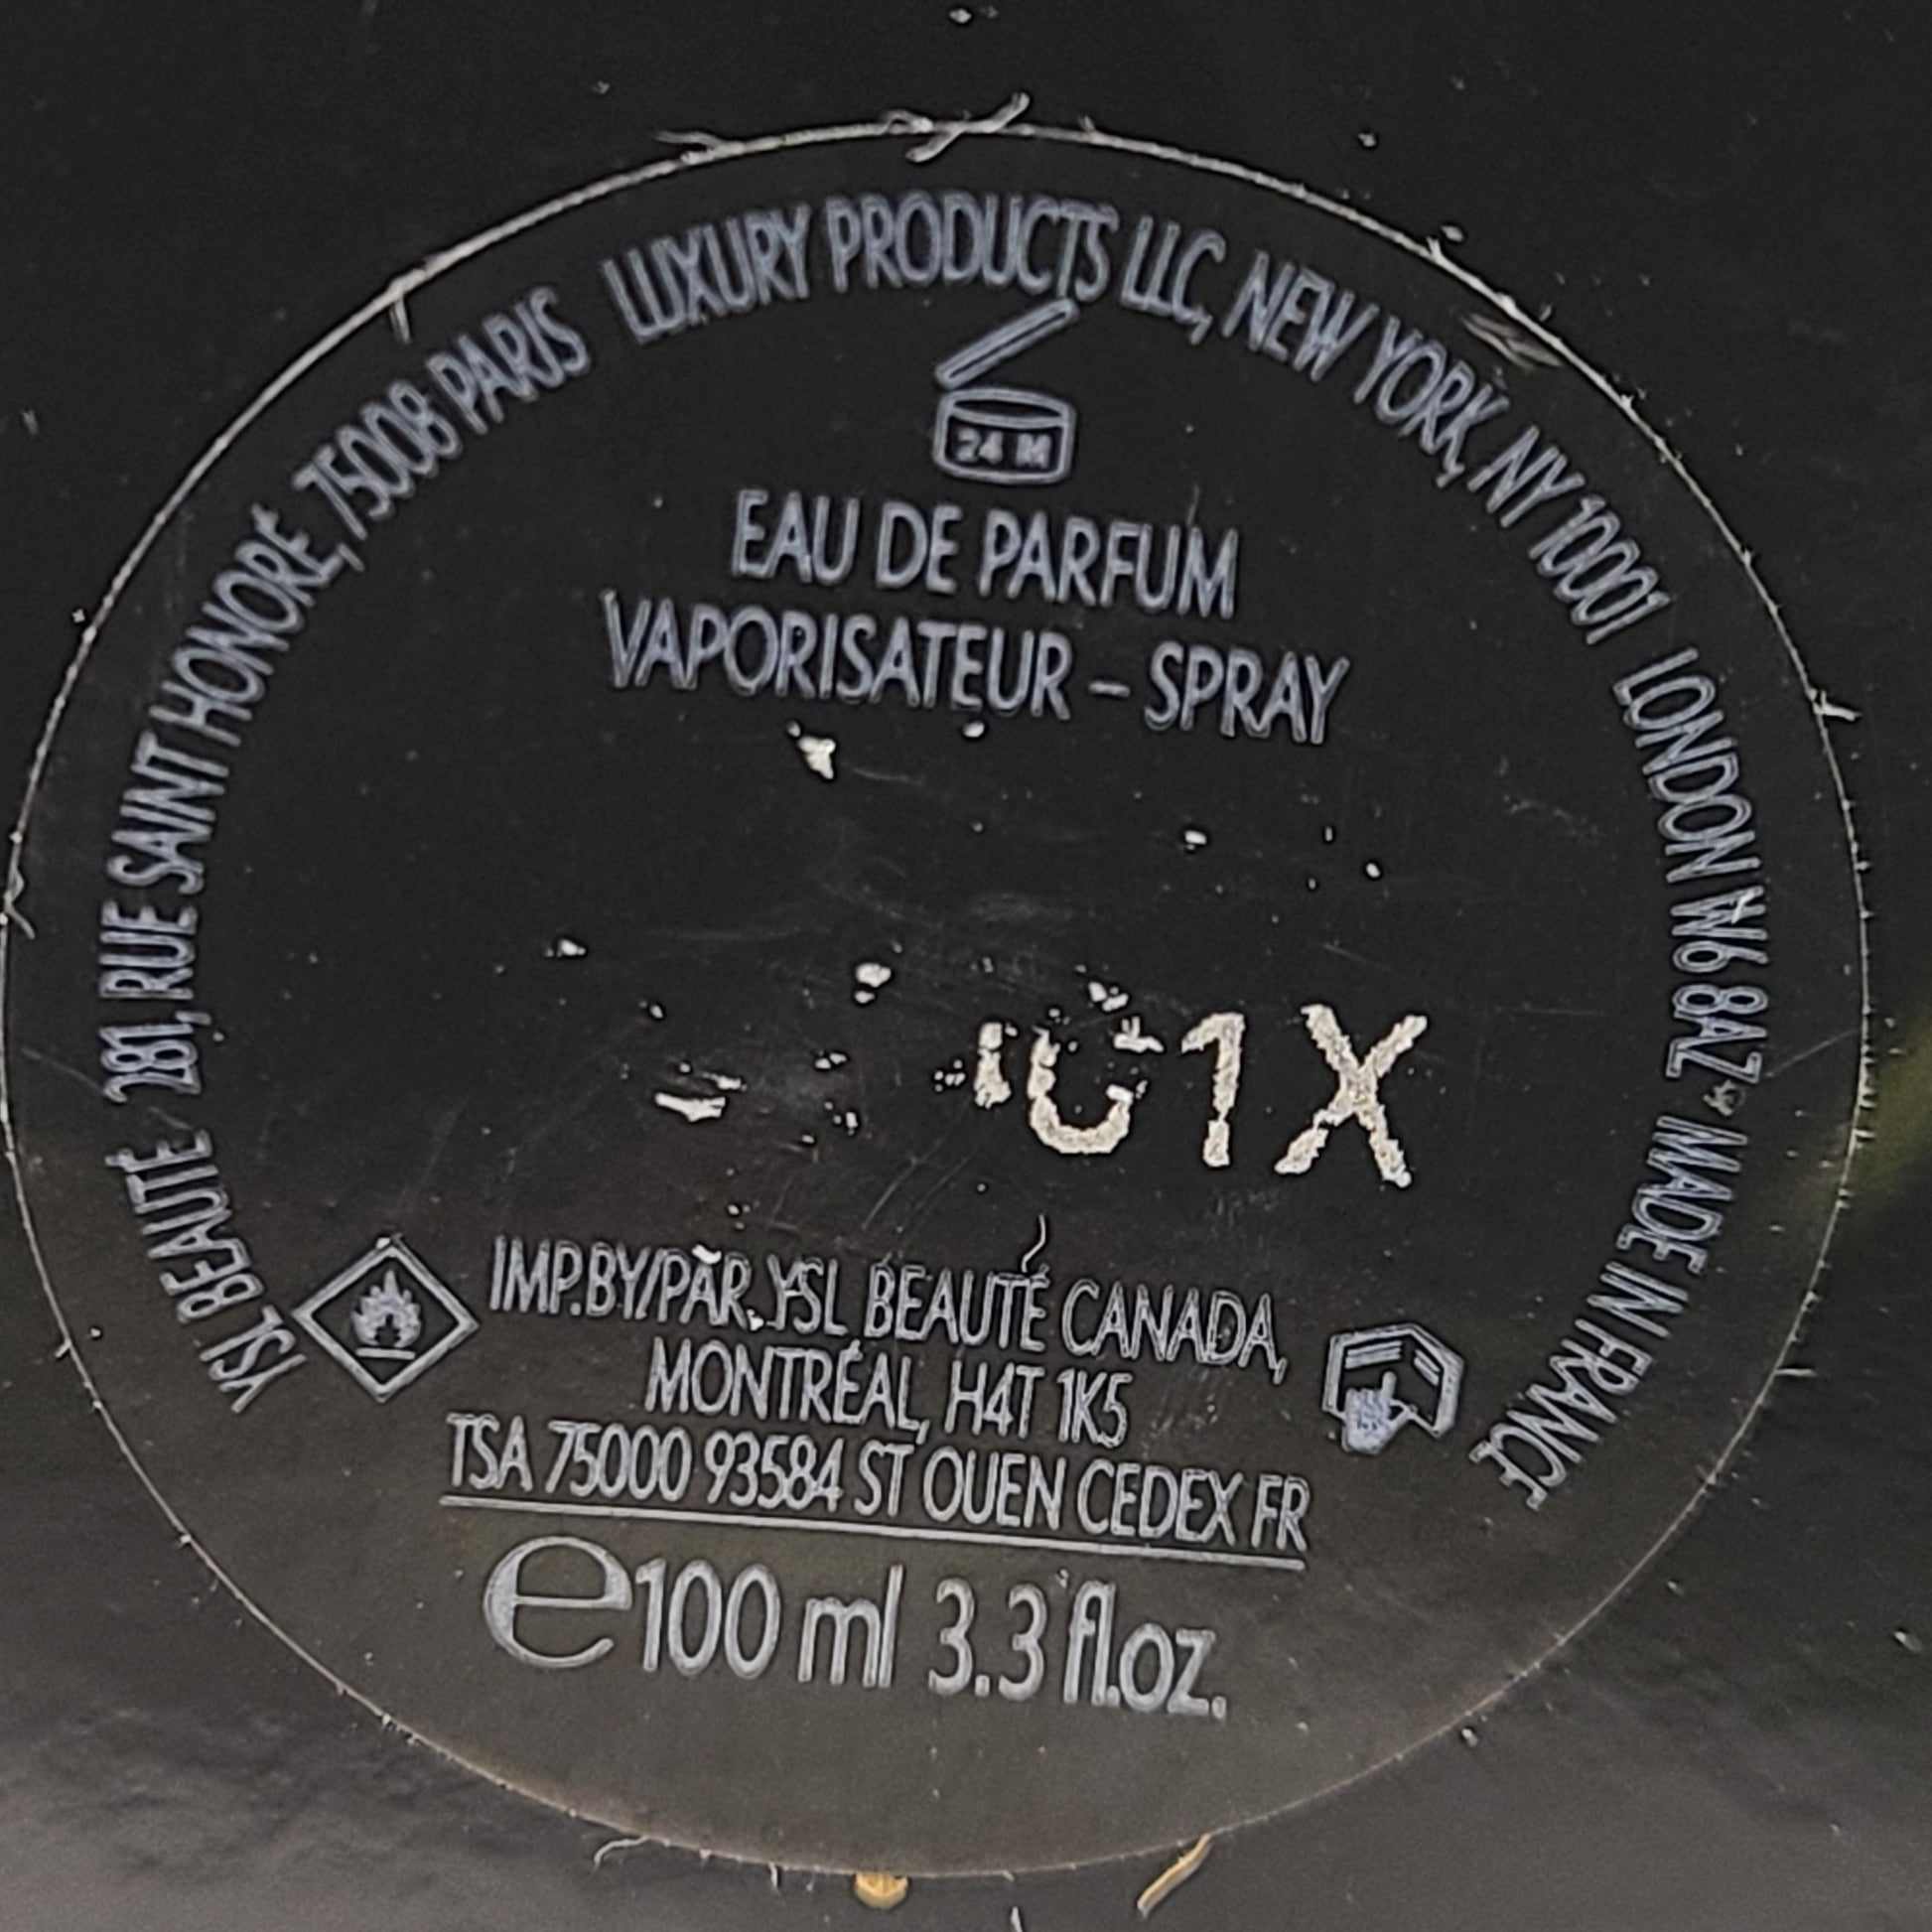 YSL BEAUTÉ 281, RUE SAINT HONORÉ, 75008 PARIS LUXURY PRODUCTS LLC, NEW YORK, NY 10001 LONDON W6 8AZ MADE IN FRANCE
24 M
EAU DE PARFUM
VAPORISATEUR – SPRAY
1X
IMP.BY/PAR.YSL BEAUTÉ CANADA,
MONTRÉAL, H4T 1K5
TSA 75000 93584 ST OUEN CEDEX FR
℮100 ml 3.3 fl.oz.